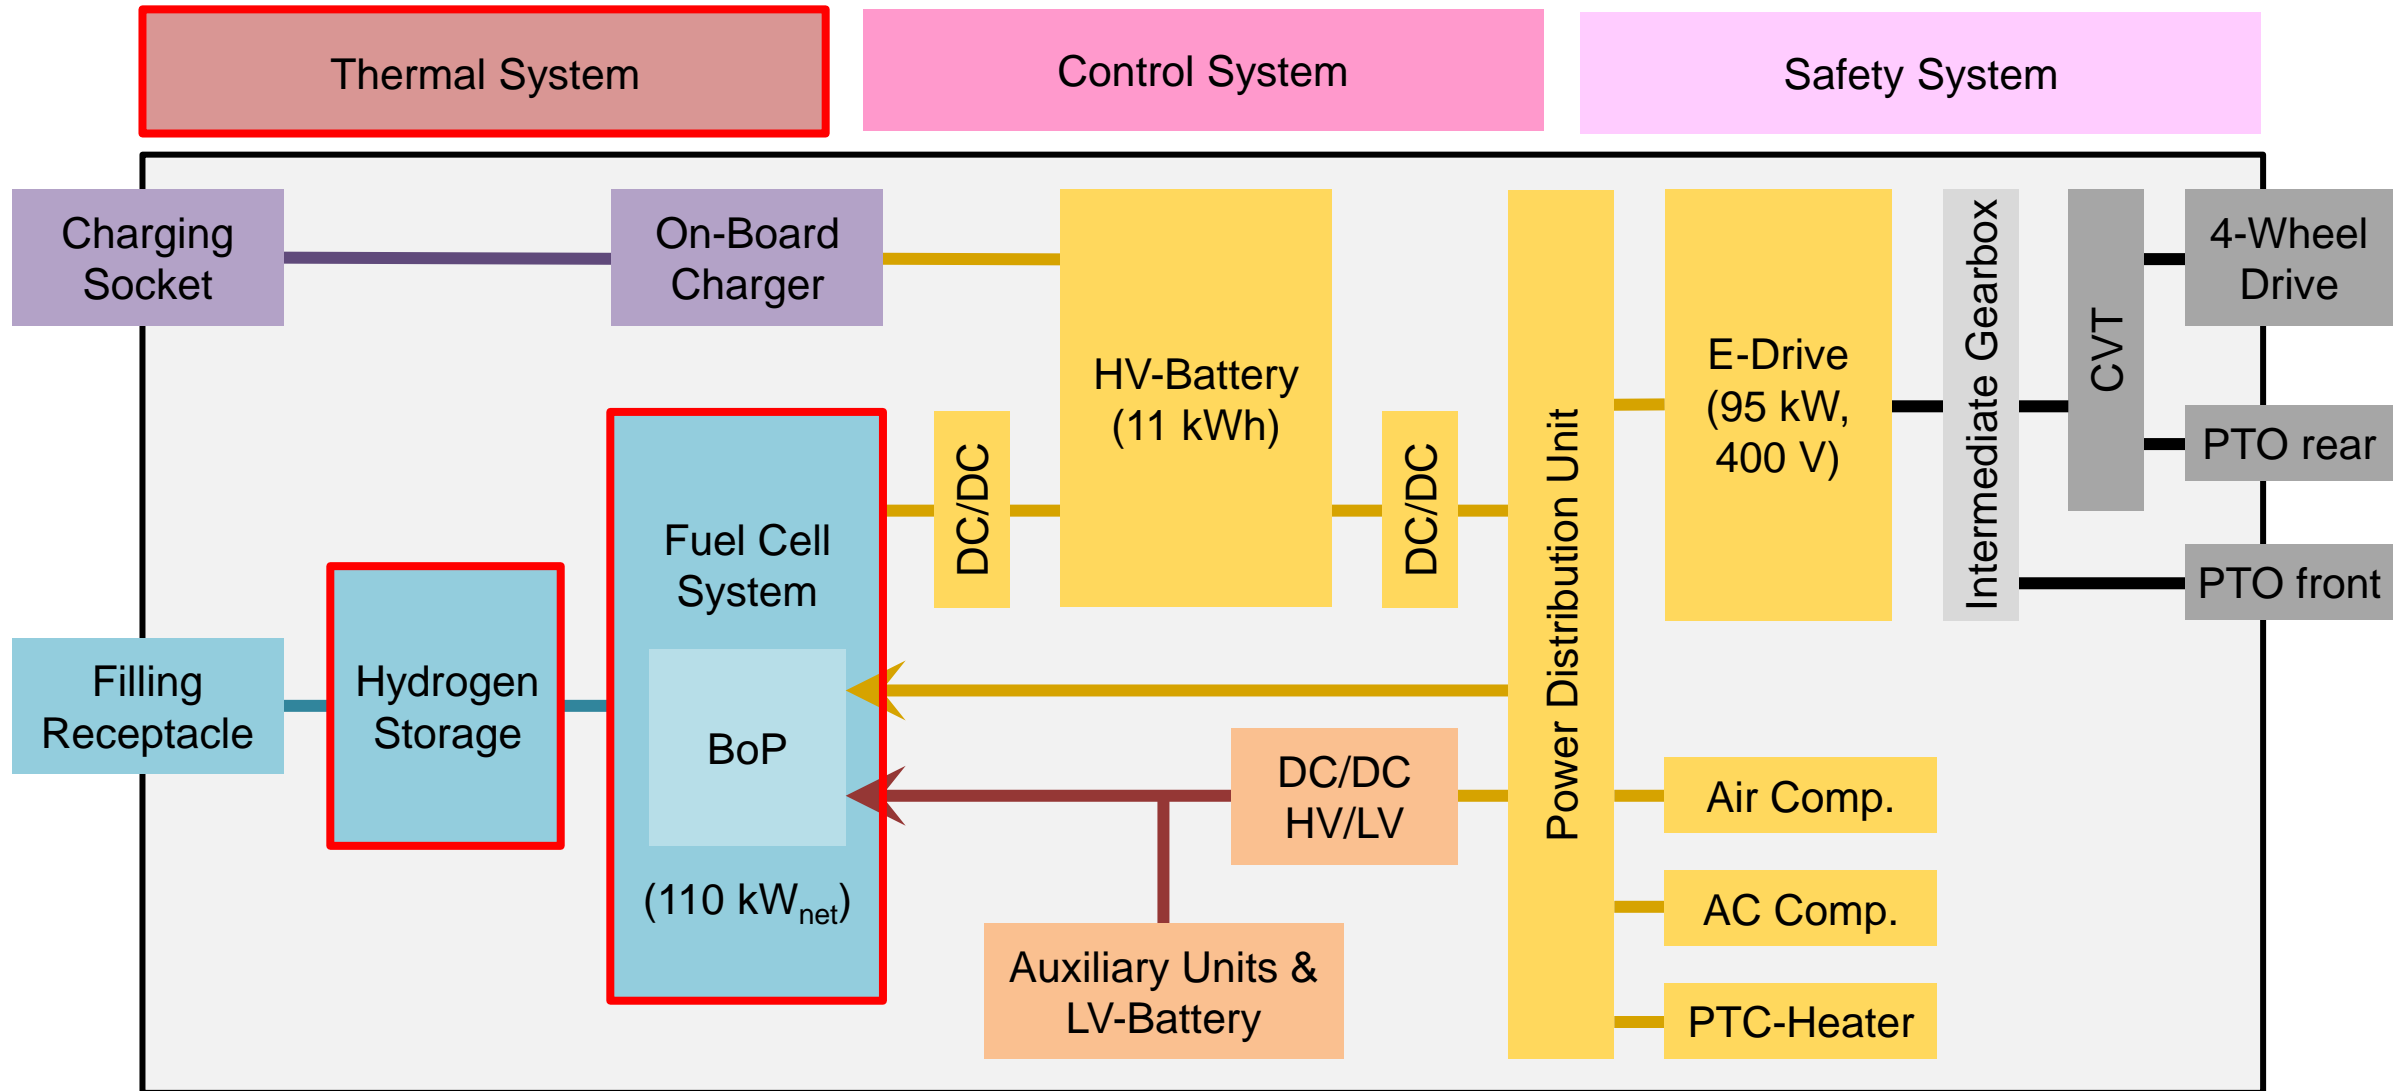 Thermal System
Control System
Safety System
Charging
Socket
On-Board
Charger
HV-Battery
(11 kWh)
E-Drive
(95 kW,
400 V)
Intermediate Gearbox
CVT
4-Wheel
Drive
PTO rear
PTO front
DC/DC
DC/DC
Power Distribution Unit
Fuel Cell
System
BoP
(110 kWnet)
Filling
Receptacle
Hydrogen
Storage
DC/DC
HV/LV
Auxiliary Units &
LV-Battery
Air Comp.
AC Comp.
PTC-Heater